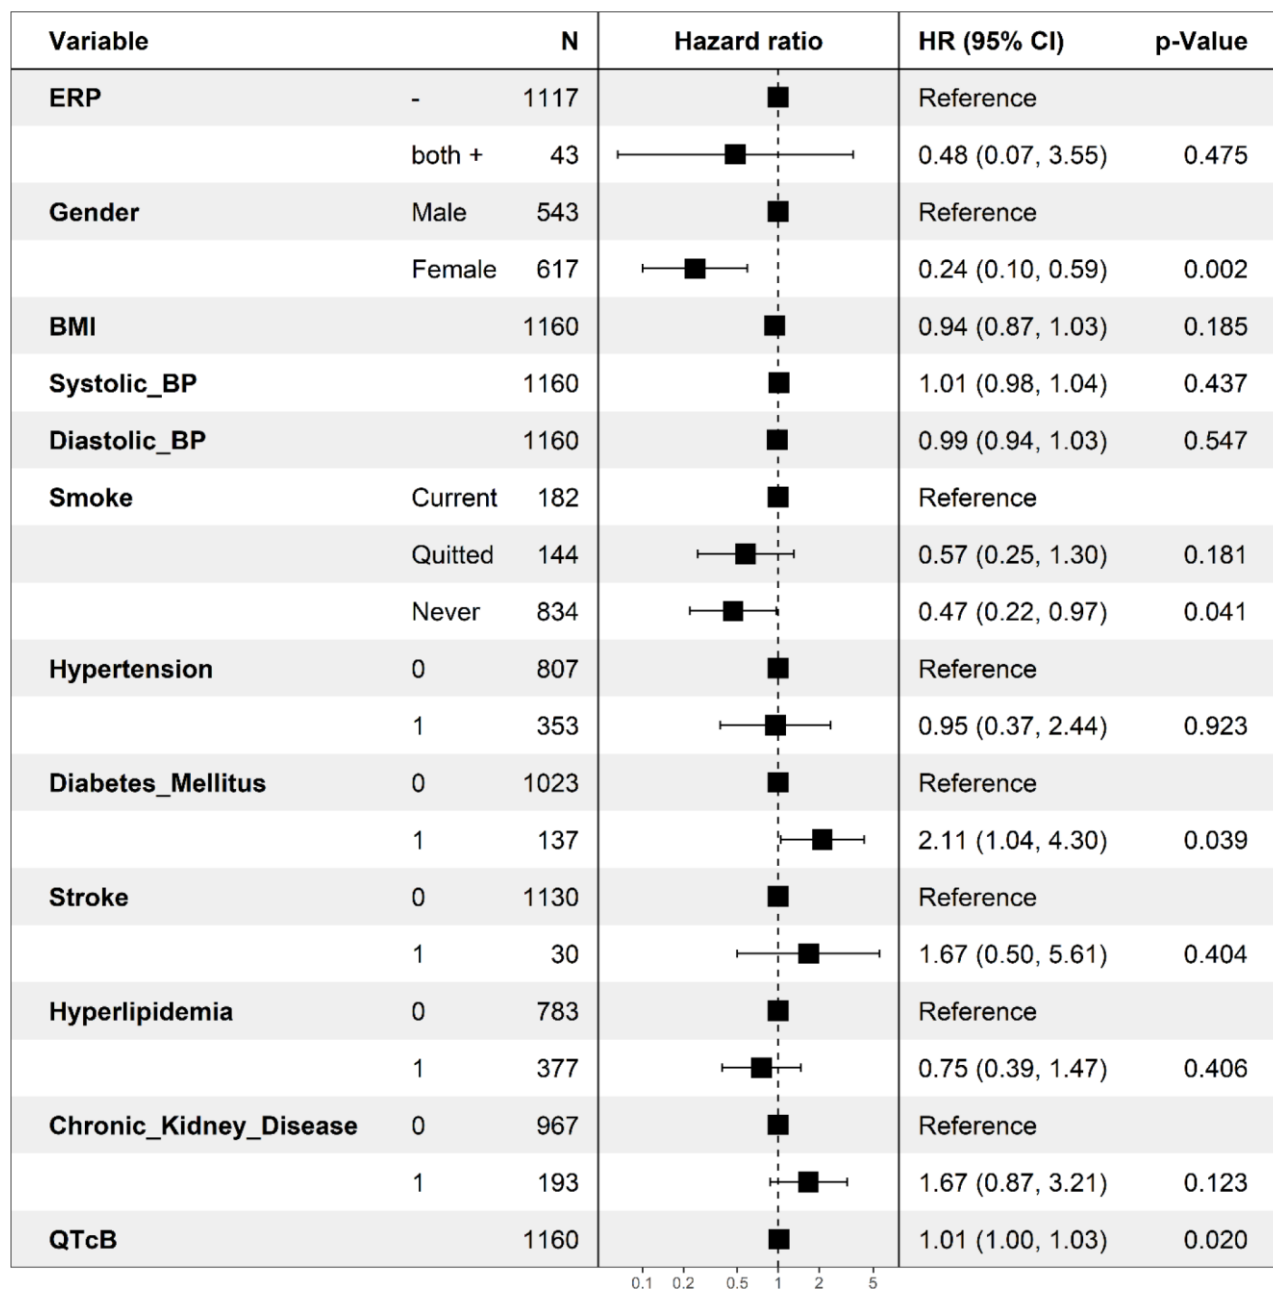 Variable N Hazard ratio HR (95% CI) p-Value
ERP - 1117 Reference
both + 43 0.48 (0.07, 3.55) 0.475
Gender Male 543 Reference
Female 617 0.24 (0.10, 0.59) 0.002
BMI 1160 0.94 (0.87, 1.03) 0.185
Systolic_BP 1160 1.01 (0.98, 1.04) 0.437
Diastolic_BP 1160 0.99 (0.94, 1.03) 0.547
Smoke Current 182 Reference
Quitted 144 0.57 (0.25, 1.30) 0.181
Never 834 0.47 (0.22, 0.97) 0.041
Hypertension 0 807 Reference
1 353 0.95 (0.37, 2.44) 0.923
Diabetes_Mellitus 0 1023 Reference
1 137 2.11 (1.04, 4.30) 0.039
Stroke 0 1130 Reference
1 30 1.67 (0.50, 5.61) 0.404
Hyperlipidemia 0 783 Reference
1 377 0.75 (0.39, 1.47) 0.406
Chronic_Kidney_Disease 0 967 Reference
1 193 1.67 (0.87, 3.21) 0.123
QTcB 1160 1.01 (1.00, 1.03) 0.020
0.1 0.2 0.5 1 2 5